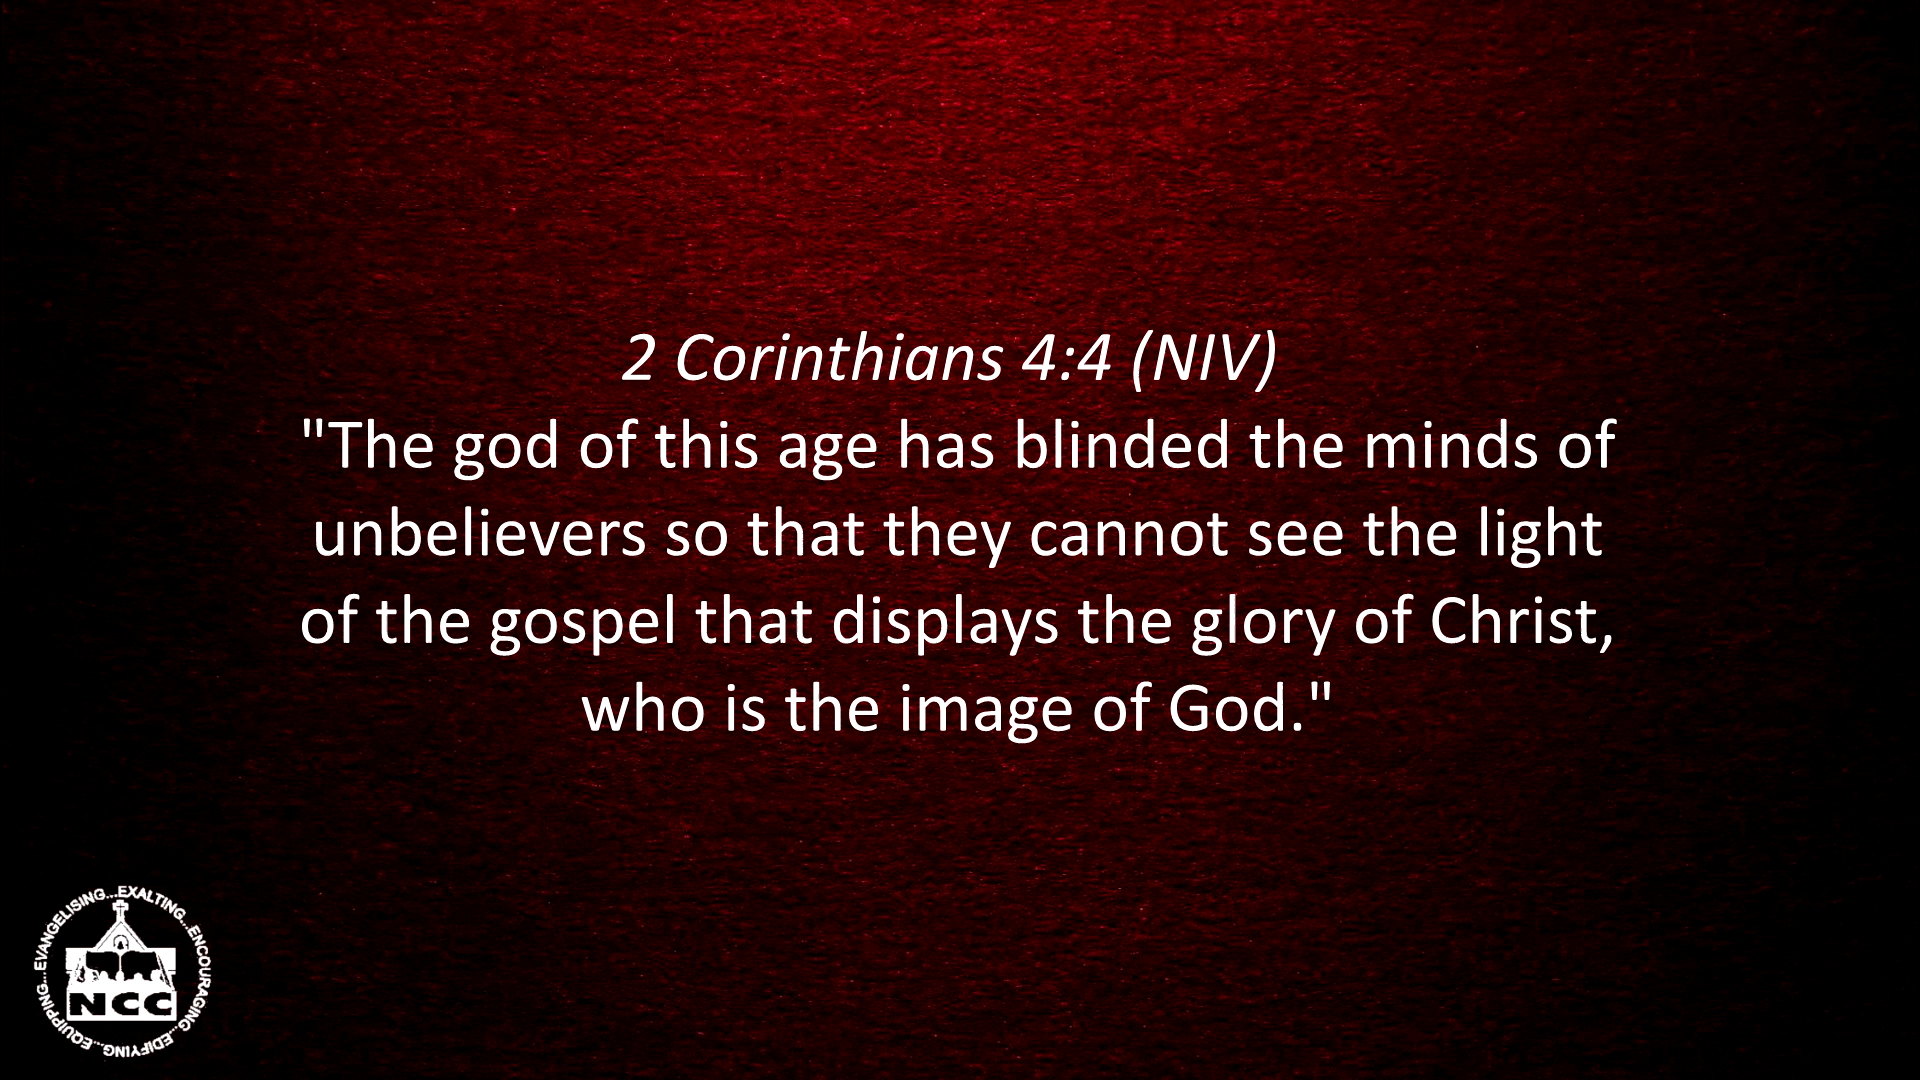 2 Corinthians 4:4 (NIV)
"The god of this age has blinded the minds of
unbelievers so that they cannot see the light
of the gospel that displays the glory of Christ,
who is the image of God."
EVANGELISING...EXALTING...ENCOURAGING...EDIFYING...EQUIPPING...
NCC